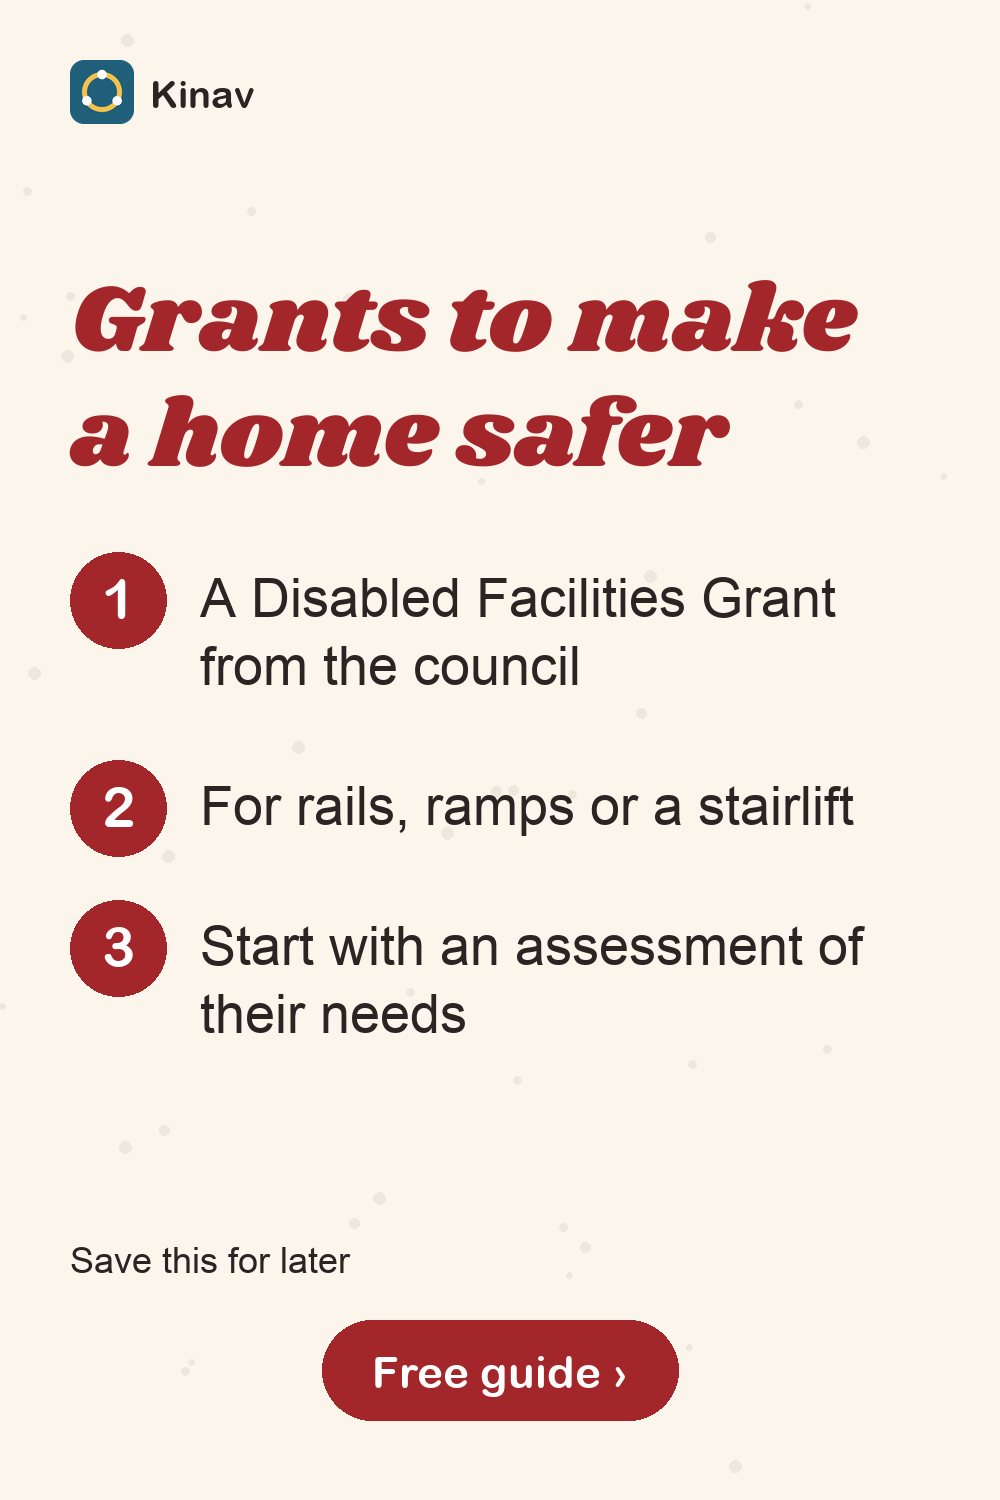 Kinav
Grants to make
a home safer
1 A Disabled Facilities Grant
from the council
2 For rails, ramps or a stairlift
3 Start with an assessment of
their needs
Save this for later
Free guide ›